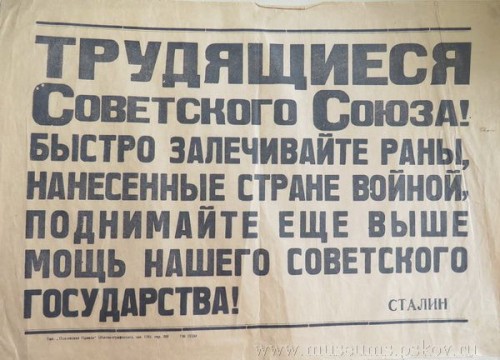 ТРУДЯЩИЕСЯ
СОВЕТСКОГО СОЮЗА!
БЫСТРО ЗАЛЕЧИВАЙТЕ РАНЫ,
НАНЕСЕННЫЕ СТРАНЕ ВОЙНОЙ,
ПОДНИМАЙТЕ ЕЩЕ ВЫШЕ
МОЩЬ НАШЕГО СОВЕТСКОГО
ГОСУДАРСТВА!
СТАЛИН
www.museums.pskov.ru